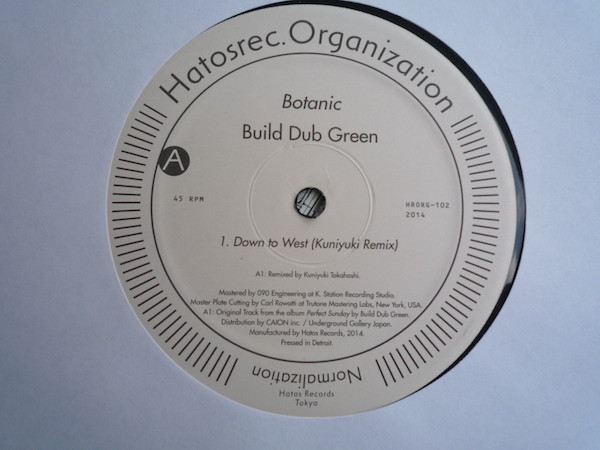 Hatosrec.Organization
Botanic
Build Dub Green
A
45 RPM
HRORG-102
2014
1. Down to West (Kuniyuki Remix)
A1: Remixed by Kuniyuki Takahashi.
Mastered by 090 Engineering at K. Station Recording Studio.
Master Plate Cutting by Carl Rowatti at Trutone Mastering Labs, New York, USA.
A1: Original Track from the album Perfect Sunday by Build Dub Green.
Distribution by CAION inc. / Underground Gallery Japan.
Manufactured by Hatos Records, 2014.
Pressed in Detroit.
Normalization
Hatos Records
Tokyo